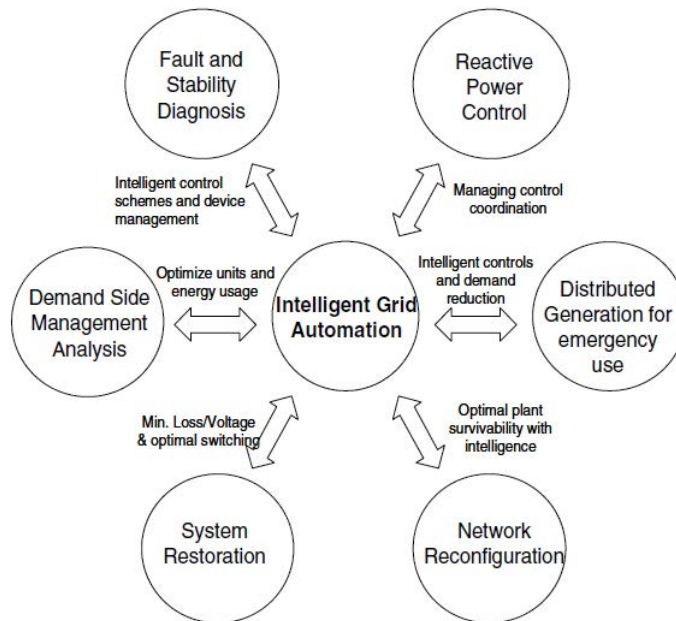 Fault and
Stability
Diagnosis
Reactive
Power
Control
Intelligent control
schemes and device
management
Managing control
coordination
Demand Side
Management
Analysis
Optimize units and
energy usage
Intelligent Grid
Automation
Intelligent controls
and demand
reduction
Distributed
Generation for
emergency
use
Min. Loss/Voltage
& optimal switching
Optimal plant
survivability with
intelligence
System
Restoration
Network
Reconfiguration